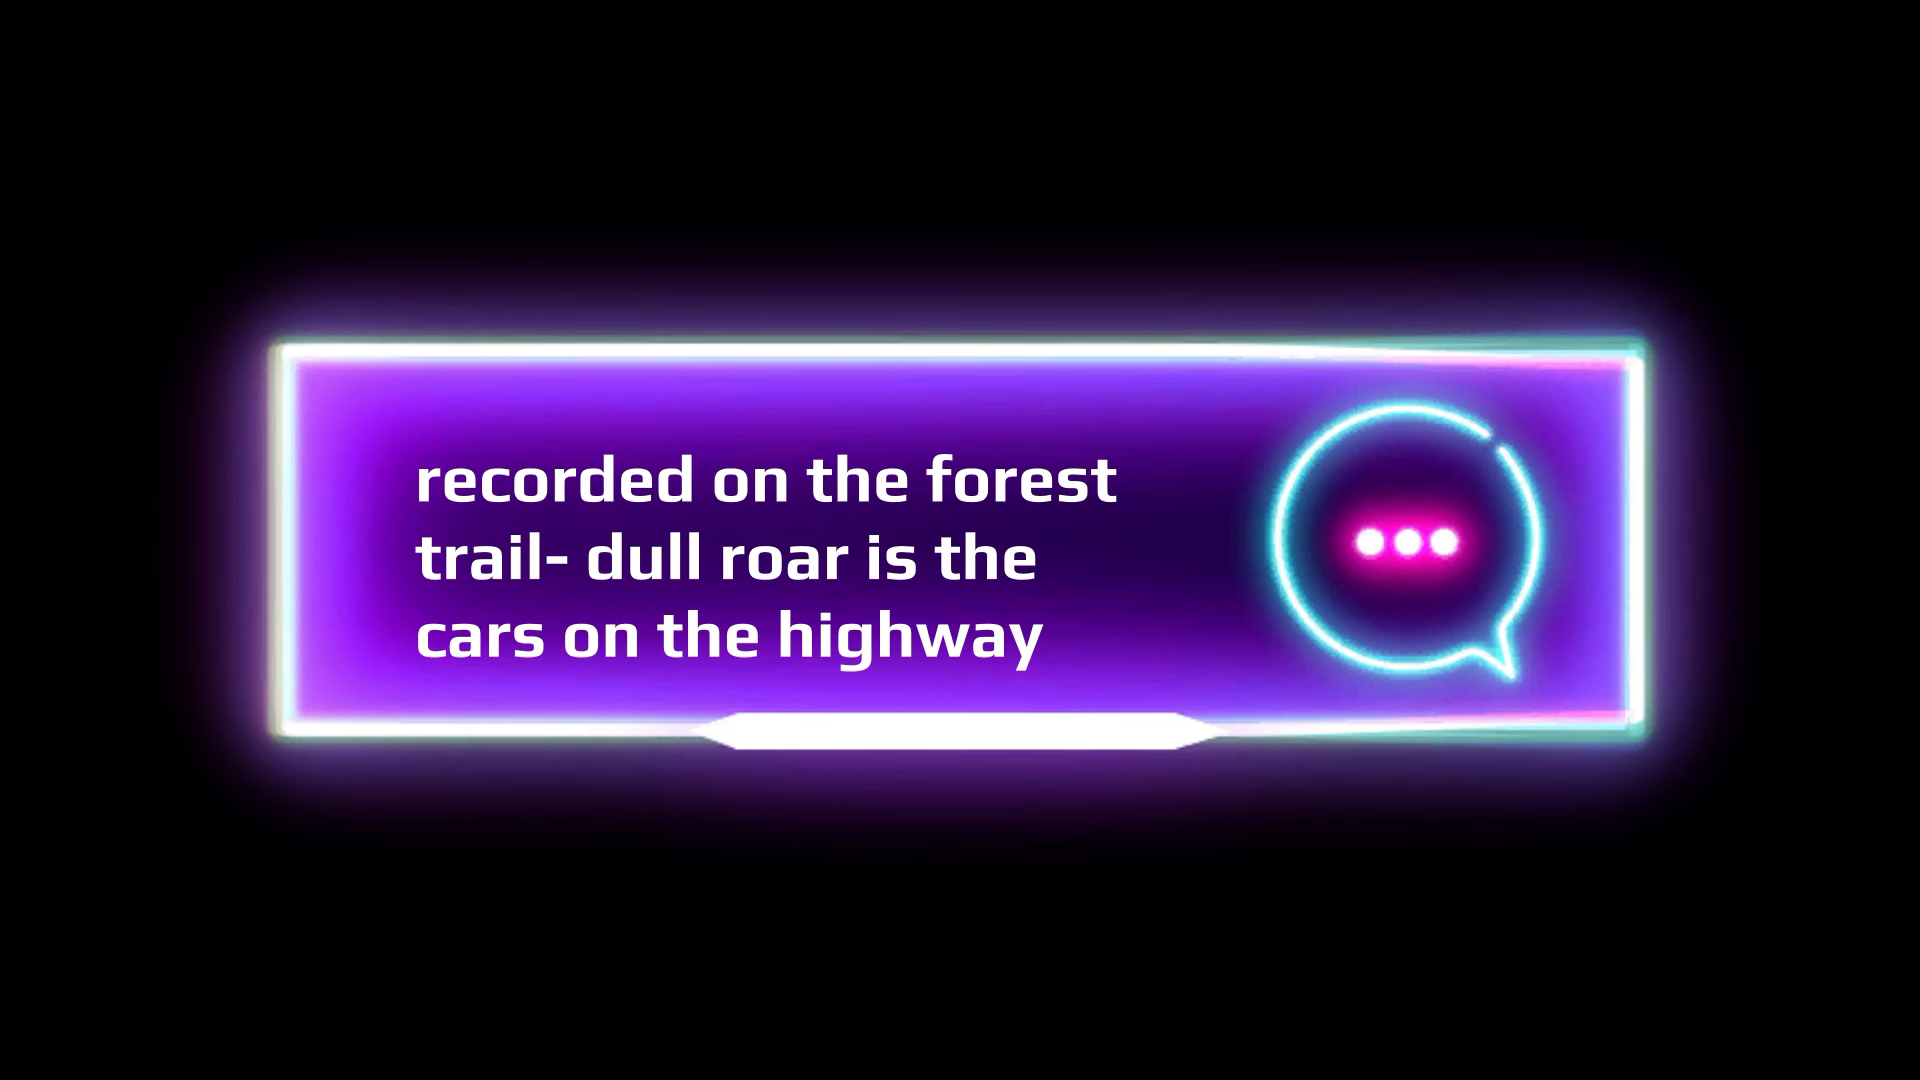 recorded on the forest
trail- dull roar is the
cars on the highway